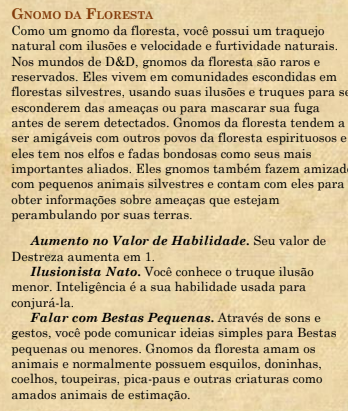 GNOMO DA FLORESTA
Como um gnomo da floresta, você possui um traquejo
natural com ilusões e velocidade e furtividade naturais.
Nos mundos de D&D, gnomos da floresta são raros e
reservados. Eles vivem em comunidades escondidas em
florestas silvestres, usando suas ilusões e truques para se
esconderem das ameaças ou para mascarar sua fuga
antes de serem detectados. Gnomos da floresta tendem a
ser amigáveis com outros povos da floresta espirituosos e
eles tem nos elfos e fadas bondosas como seus mais
importantes aliados. Eles gnomos também fazem amizad
com pequenos animais silvestres e contam com eles para
obter informações sobre ameaças que estejam
perambulando por suas terras.
Aumento no Valor de Habilidade. Seu valor de
Destreza aumenta em 1.
Ilusionista Nato. Você conhece o truque ilusão
menor. Inteligência é a sua habilidade usada para
conjurá-la.
Falar com Bestas Pequenas. Através de sons e
gestos, você pode comunicar ideias simples para Bestas
pequenas ou menores. Gnomos da floresta amam os
animais e normalmente possuem esquilos, doninhas,
coelhos, toupeiras, pica-paus e outras criaturas como
amados animais de estimação.